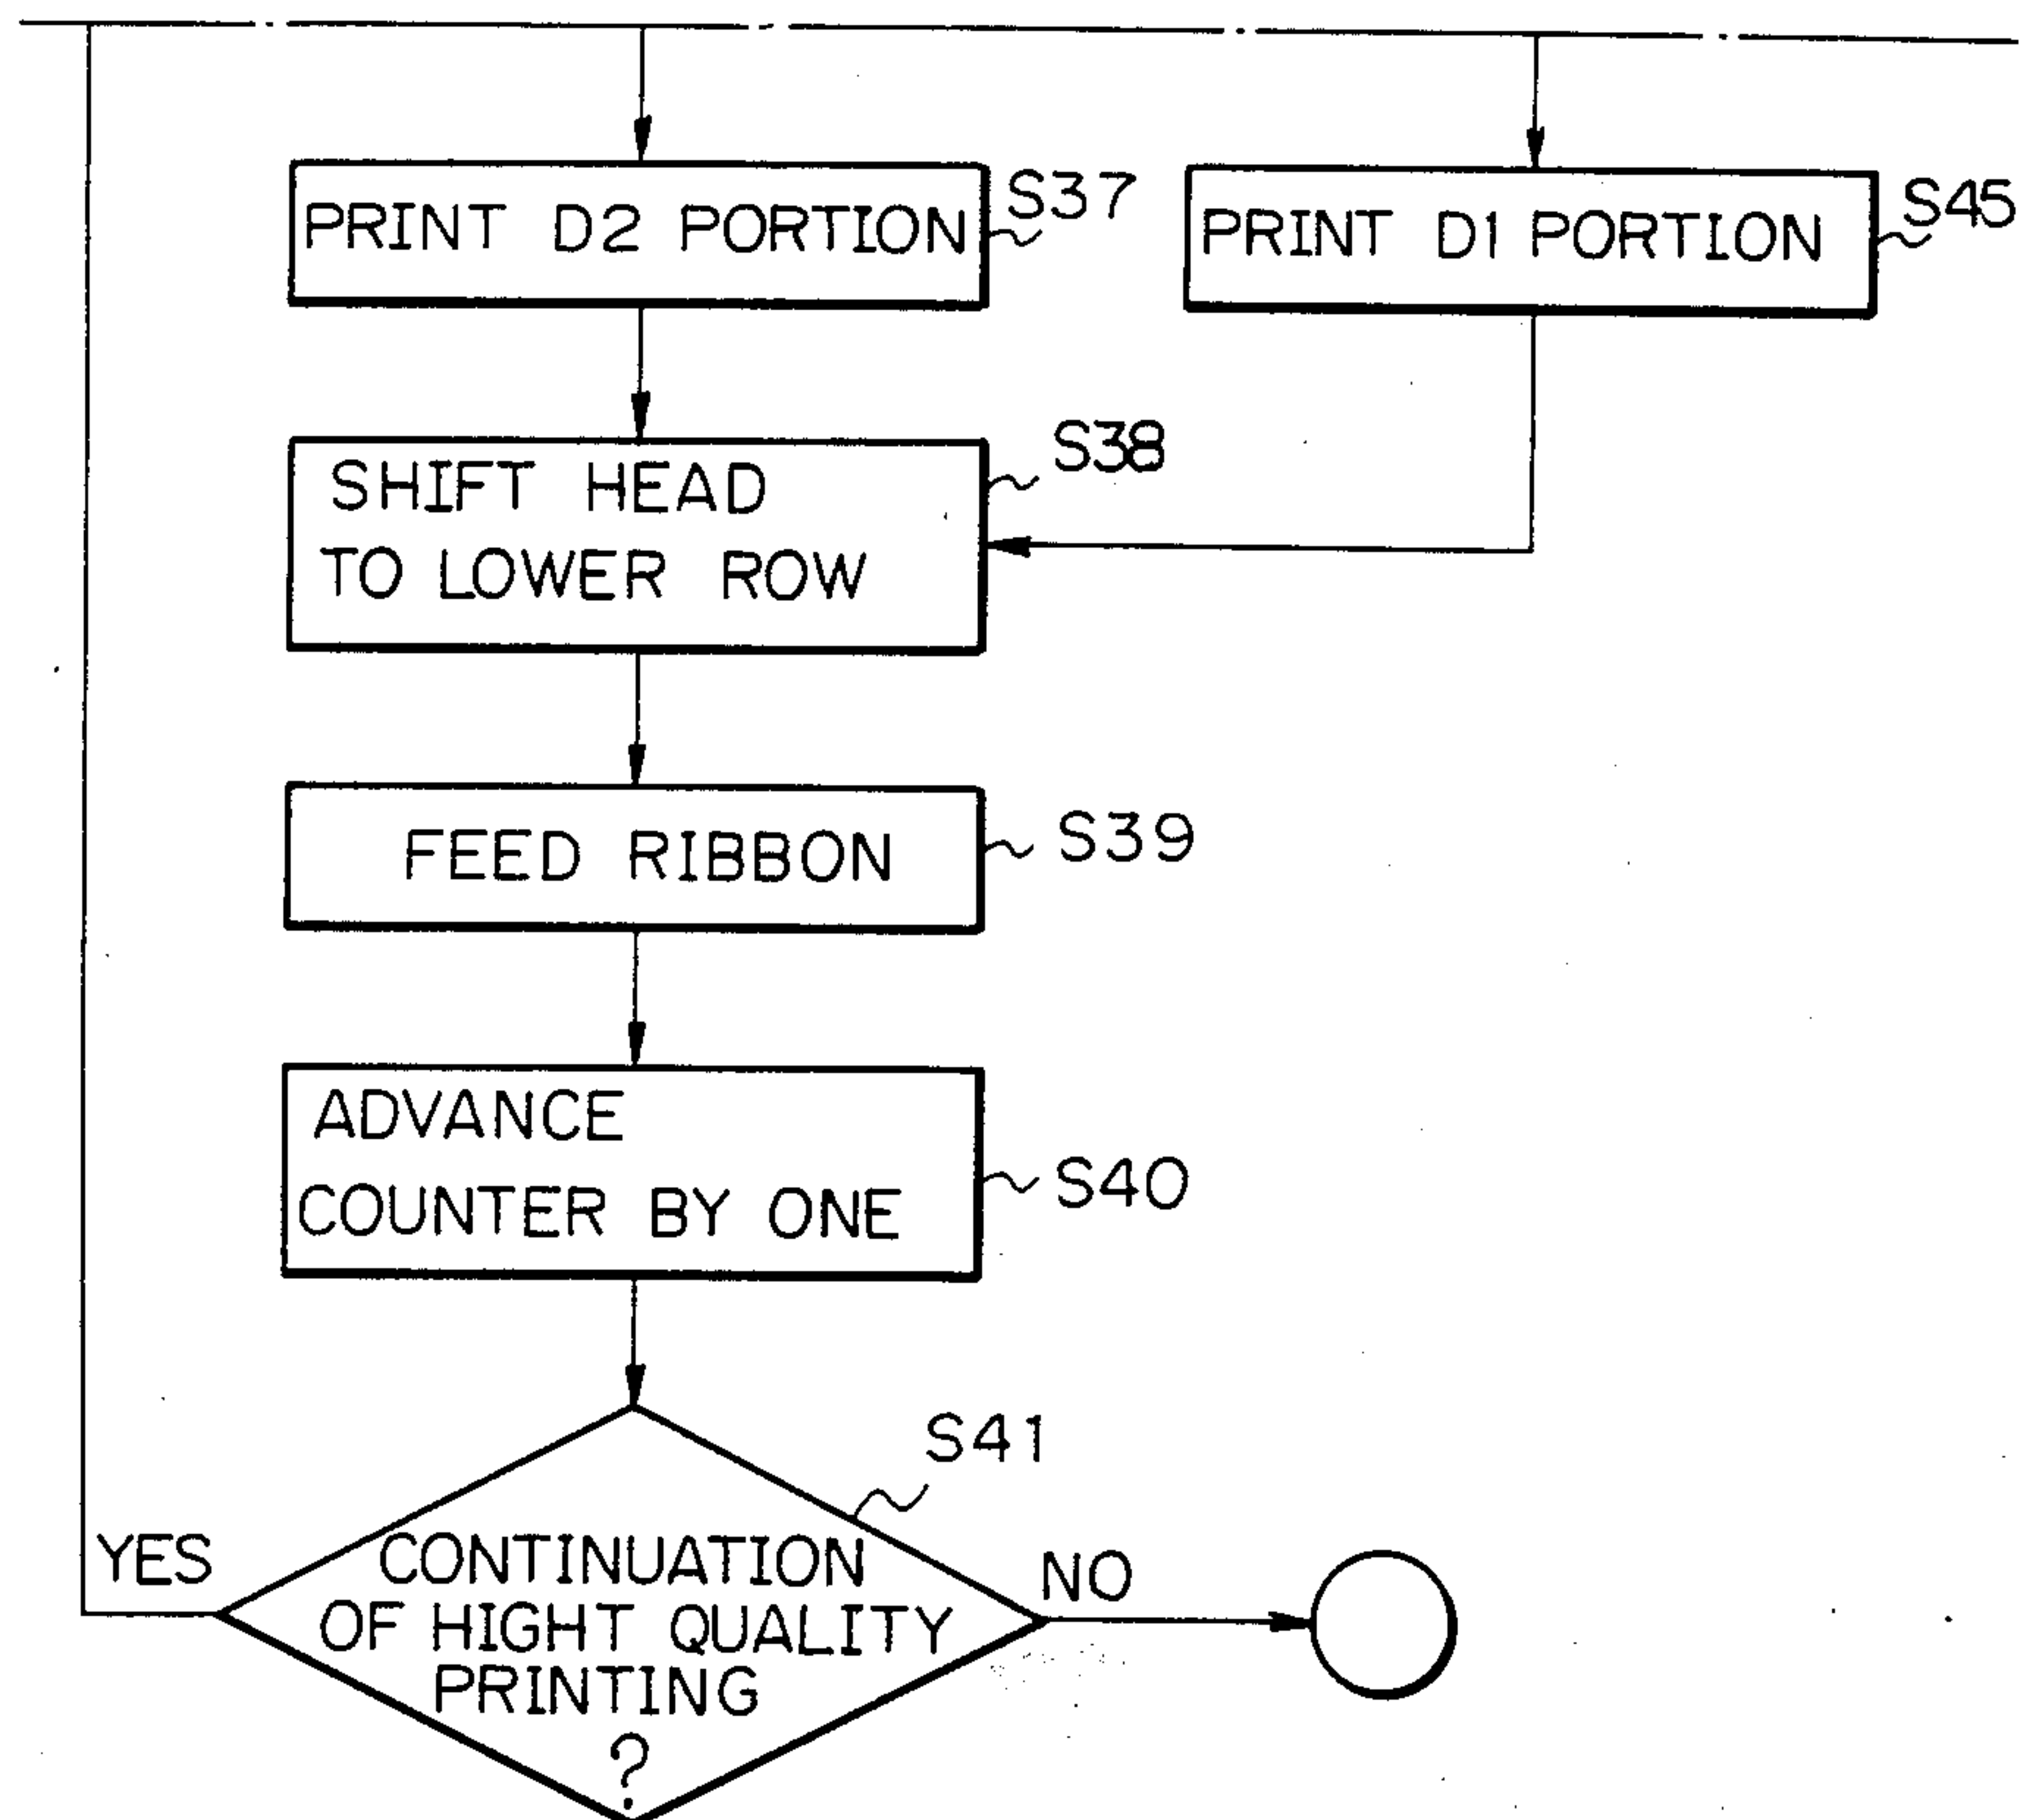 PRINT D2 PORTION
S37
PRINT D1 PORTION
S45
SHIFT HEAD
TO LOWER ROW
S38
FEED RIBBON
S39
ADVANCE
COUNTER BY ONE
S40
S41
YES
CONTINUATION
OF HIGHT QUALITY
PRINTING
?
NO